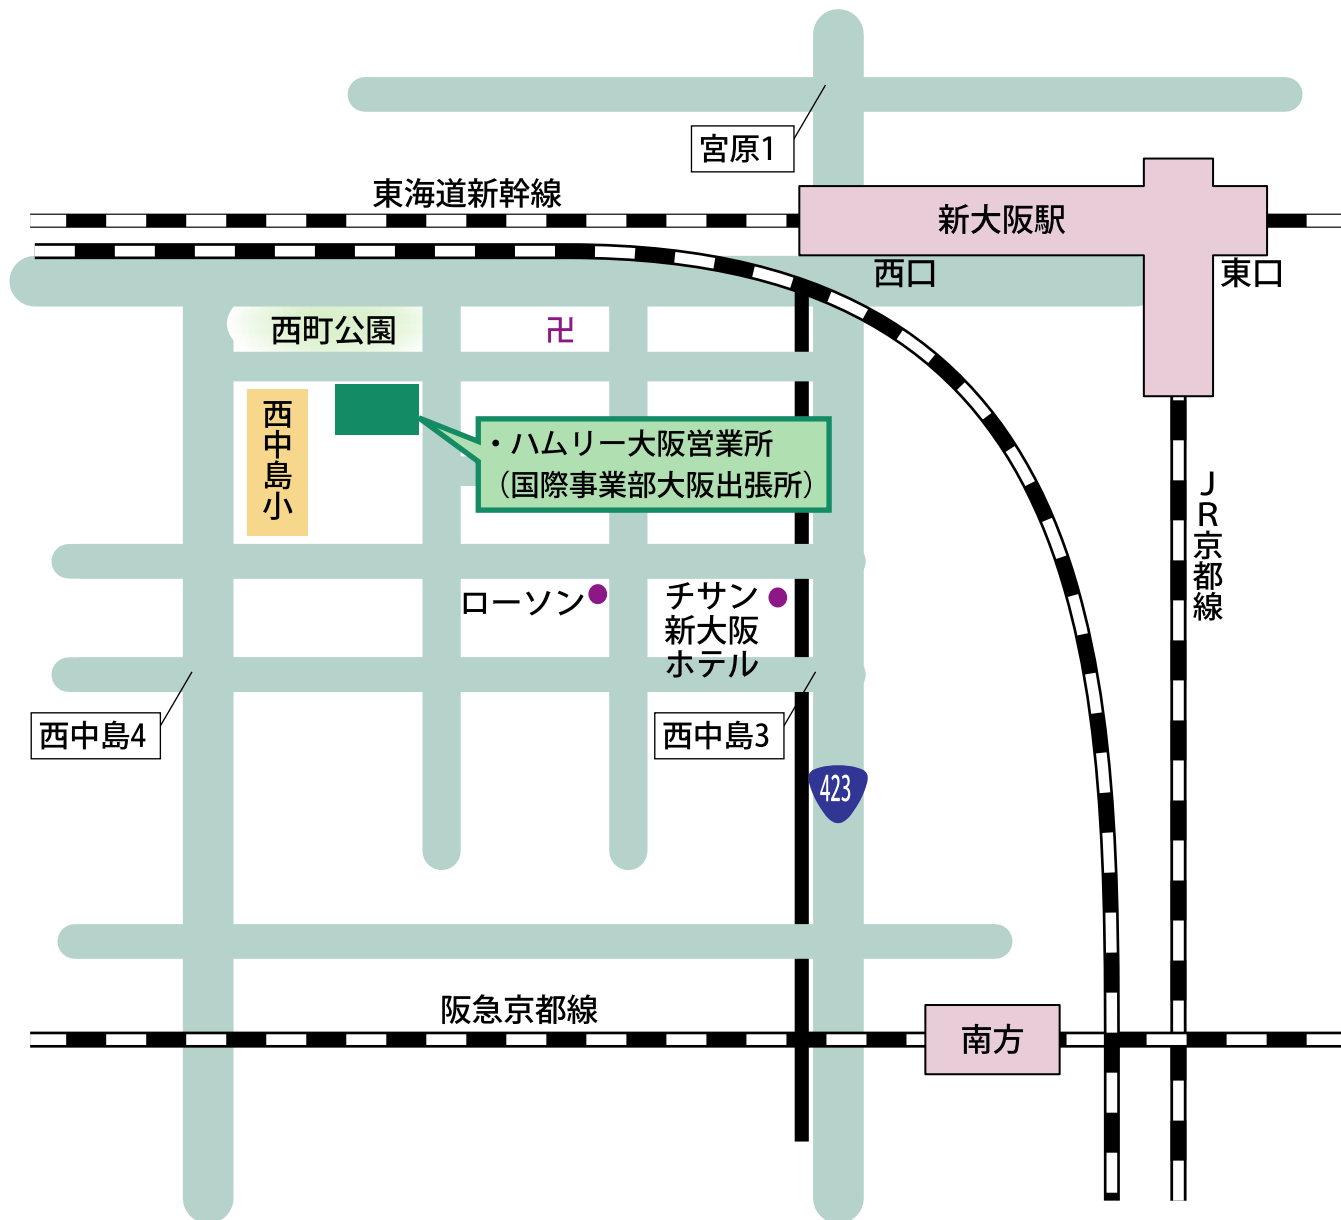 宮原1
東海道新幹線
新大阪駅
西口
東口
西町公園
卍
西中島小
・ハムリー大阪営業所
（国際事業部大阪出張所）
JR京都線
ローソン
チサン
新大阪
ホテル
西中島4
西中島3
423
阪急京都線
南方